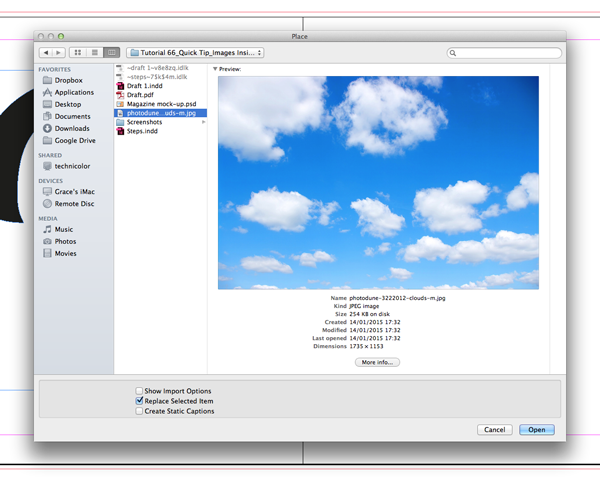 Place
Tutorial 66_Quick Tip_Images Insi...
FAVORITES
Dropbox
Applications
Desktop
Documents
Downloads
Google Drive
SHARED
technicolor
DEVICES
Grace's iMac
Remote Disc
MEDIA
Music
Photos
Movies
~draft 1~v8e8zq.idlk
~steps~7$k$4m.idlk
Draft 1.indd
Draft.pdf
Magazine mock-up.psd
photodune...uds-m.jpg
Screenshots
Steps.indd
Preview:
Name photodune-3222012-clouds-m.jpg
Kind JPEG image
Size 254 KB on disk
Created 14/01/2015 17:32
Modified 14/01/2015 17:32
Last opened 14/01/2015 17:32
Dimensions 1735 x 1153
More info...
Show Import Options
Replace Selected Item
Create Static Captions
Cancel
Open